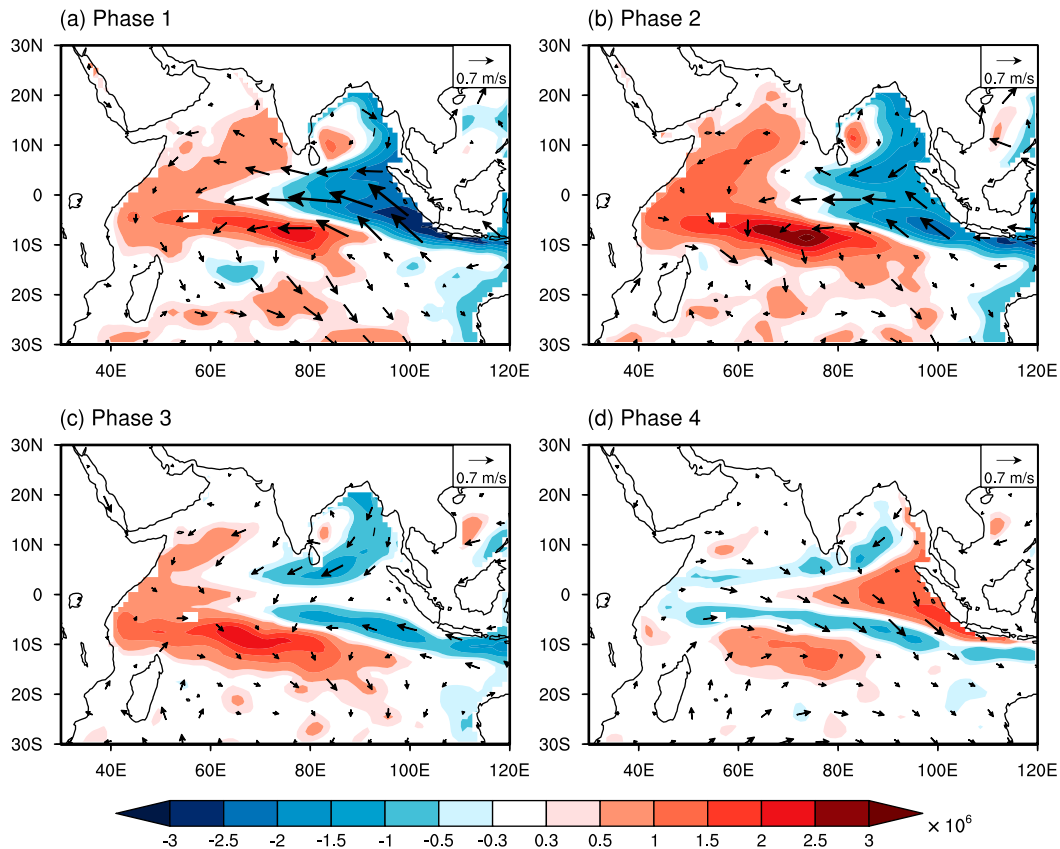 (a) Phase 1
(b) Phase 2
30N
20N
10N
0
10S
20S
30S
0.7 m/s
40E 60E 80E 100E 120E
30N
20N
10N
0
10S
20S
30S
0.7 m/s
40E 60E 80E 100E 120E
(c) Phase 3
(d) Phase 4
30N
20N
10N
0
10S
20S
30S
0.7 m/s
40E 60E 80E 100E 120E
30N
20N
10N
0
10S
20S
30S
0.7 m/s
40E 60E 80E 100E 120E
-3 -2.5 -2 -1.5 -1 -0.5 -0.3 0.3 0.5 1 1.5 2 2.5 3 × 10⁶